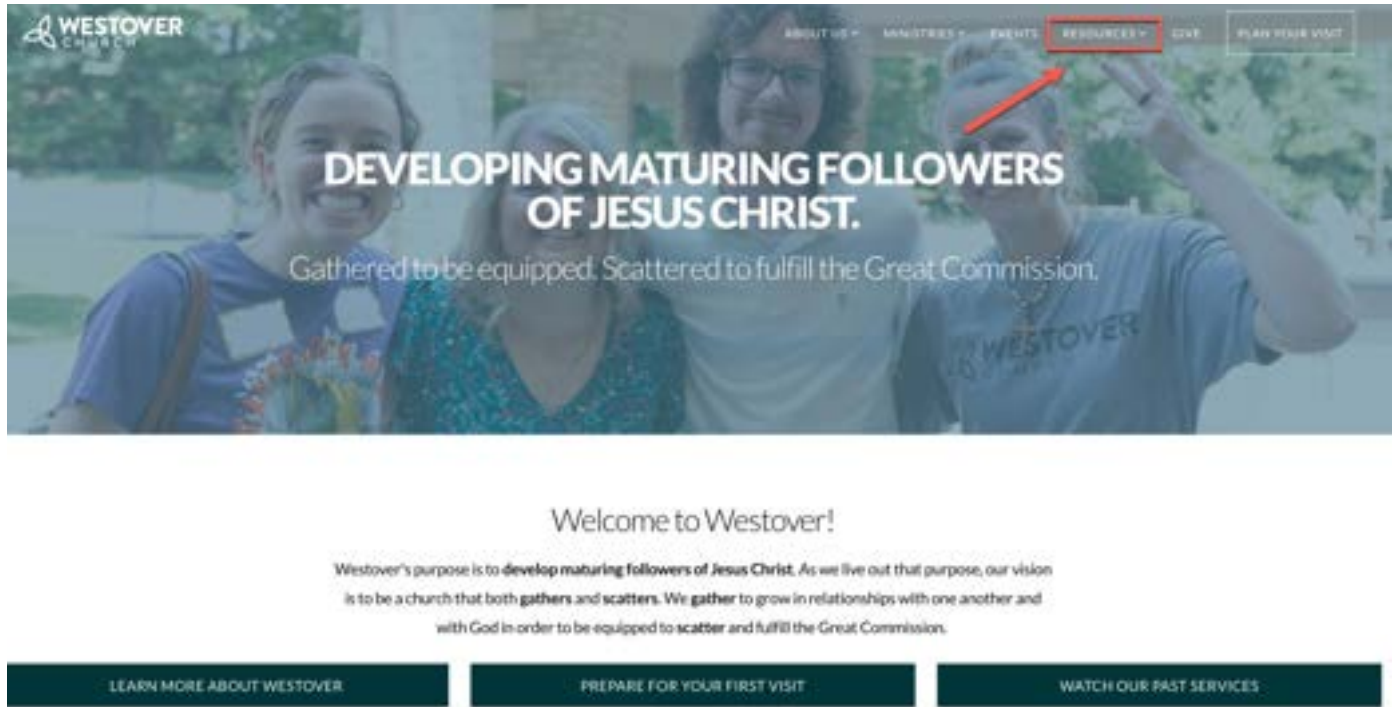 WESTOVER
CHURCH
ABOUT US MINISTRIES EVENTS RESOURCES GIVE PLAN YOUR VISIT
DEVELOPING MATURING FOLLOWERS
OF JESUS CHRIST.
Gathered to be equipped. Scattered to fulfill the Great Commission.
WESTOVER
Welcome to Westover!
Westover's purpose is to develop maturing followers of Jesus Christ. As we live out that purpose, our vision
is to be a church that both gathers and scatters. We gather to grow in relationships with one another and
with God in order to be equipped to scatter and fulfill the Great Commission.
LEARN MORE ABOUT WESTOVER PREPARE FOR YOUR FIRST VISIT WATCH OUR PAST SERVICES